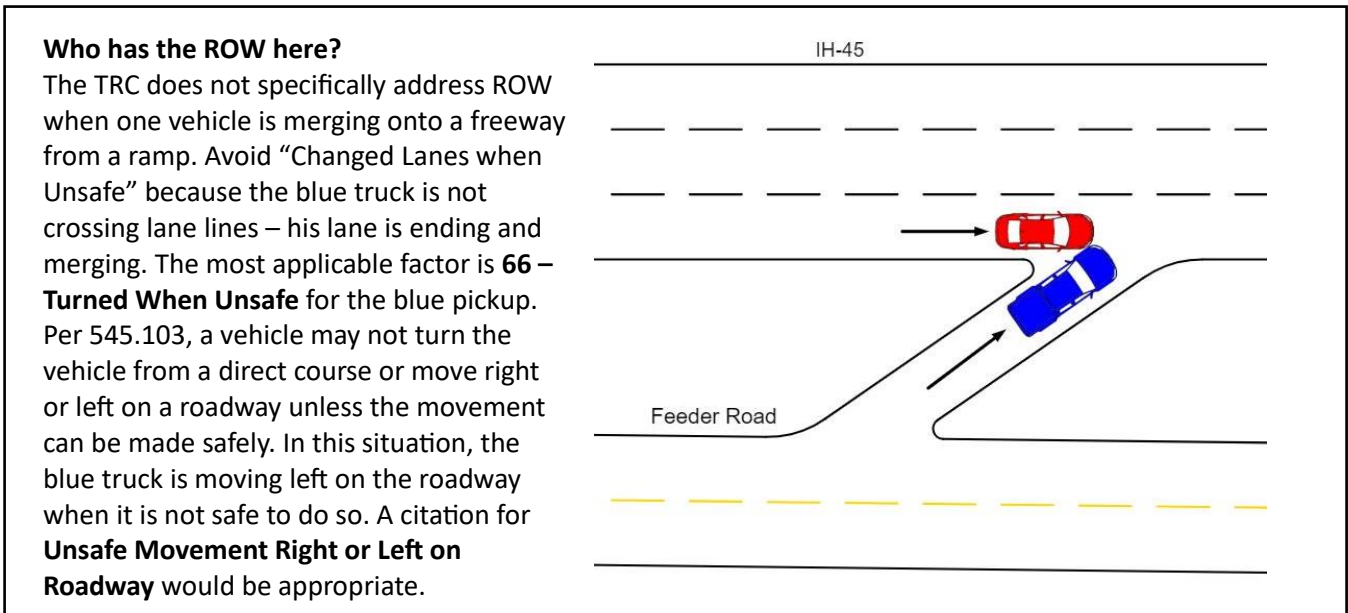 Who has the ROW here?
The TRC does not specifically address ROW
when one vehicle is merging onto a freeway
from a ramp. Avoid “Changed Lanes when
Unsafe” because the blue truck is not
crossing lane lines – his lane is ending and
merging. The most applicable factor is 66 –
Turned When Unsafe for the blue pickup.
Per 545.103, a vehicle may not turn the
vehicle from a direct course or move right
or left on a roadway unless the movement
can be made safely. In this situation, the
blue truck is moving left on the roadway
when it is not safe to do so. A citation for
Unsafe Movement Right or Left on
Roadway would be appropriate.
IH-45
Feeder Road